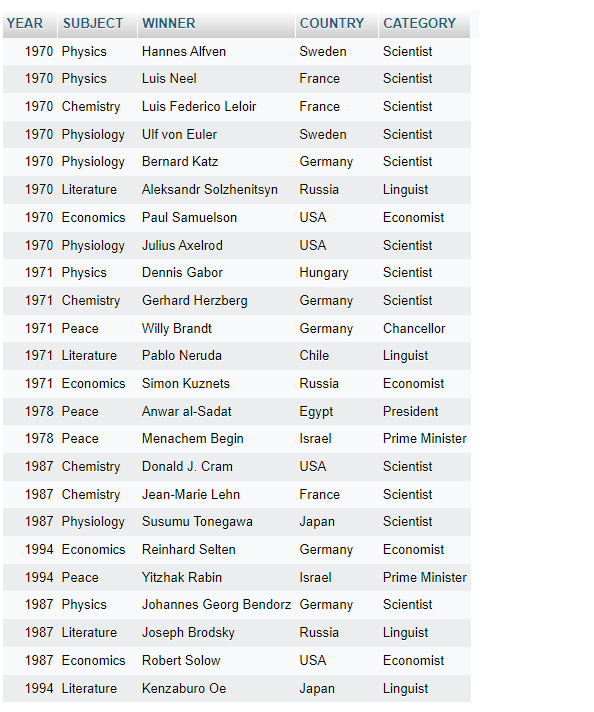 YEAR SUBJECT WINNER COUNTRY CATEGORY
1970 Physics Hannes Alfven Sweden Scientist
1970 Physics Luis Neel France Scientist
1970 Chemistry Luis Federico Leloir France Scientist
1970 Physiology Ulf von Euler Sweden Scientist
1970 Physiology Bernard Katz Germany Scientist
1970 Literature Aleksandr Solzhenitsyn Russia Linguist
1970 Economics Paul Samuelson USA Economist
1970 Physiology Julius Axelrod USA Scientist
1971 Physics Dennis Gabor Hungary Scientist
1971 Chemistry Gerhard Herzberg Germany Scientist
1971 Peace Willy Brandt Germany Chancellor
1971 Literature Pablo Neruda Chile Linguist
1971 Economics Simon Kuznets Russia Economist
1978 Peace Anwar al-Sadat Egypt President
1978 Peace Menachem Begin Israel Prime Minister
1987 Chemistry Donald J. Cram USA Scientist
1987 Chemistry Jean-Marie Lehn France Scientist
1987 Physiology Susumu Tonegawa Japan Scientist
1994 Economics Reinhard Selten Germany Economist
1994 Peace Yitzhak Rabin Israel Prime Minister
1987 Physics Johannes Georg Bendorz Germany Scientist
1987 Literature Joseph Brodsky Russia Linguist
1987 Economics Robert Solow USA Economist
1994 Literature Kenzaburo Oe Japan Linguist